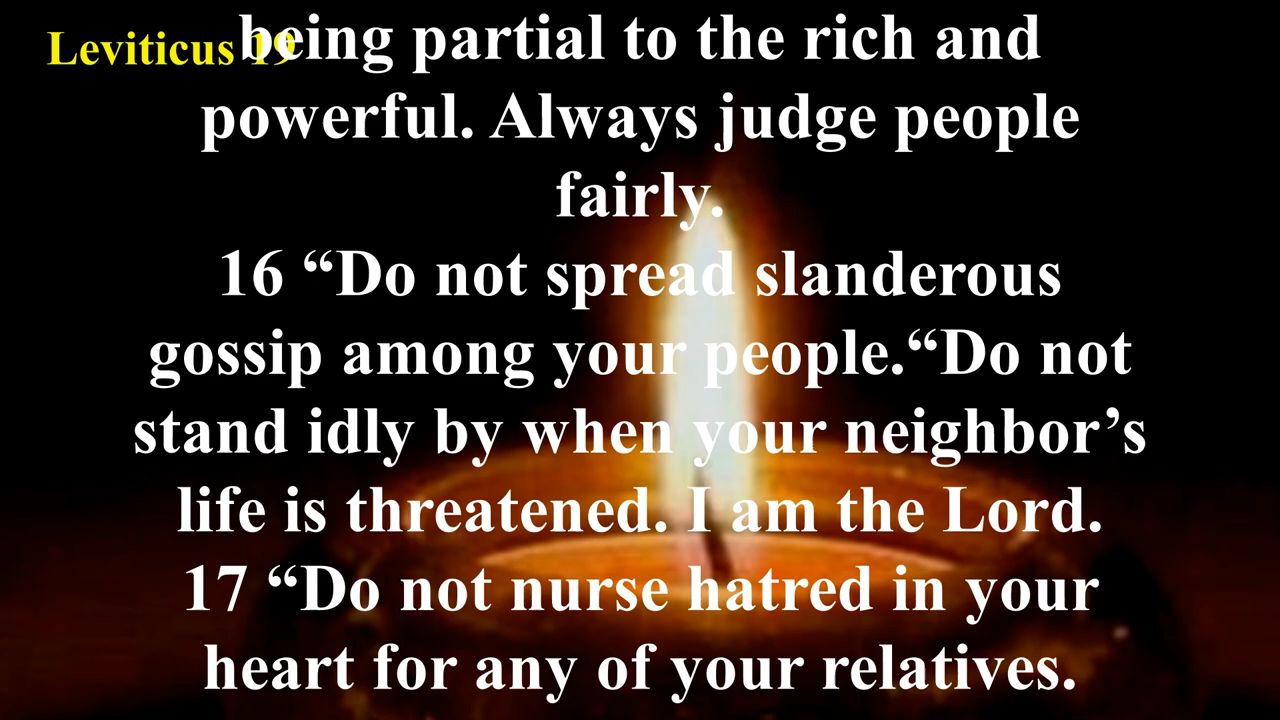 Leviticus 19
being partial to the rich and
powerful. Always judge people
fairly.
16 “Do not spread slanderous
gossip among your people.“Do not
stand idly by when your neighbor’s
life is threatened. I am the Lord.
17 “Do not nurse hatred in your
heart for any of your relatives.